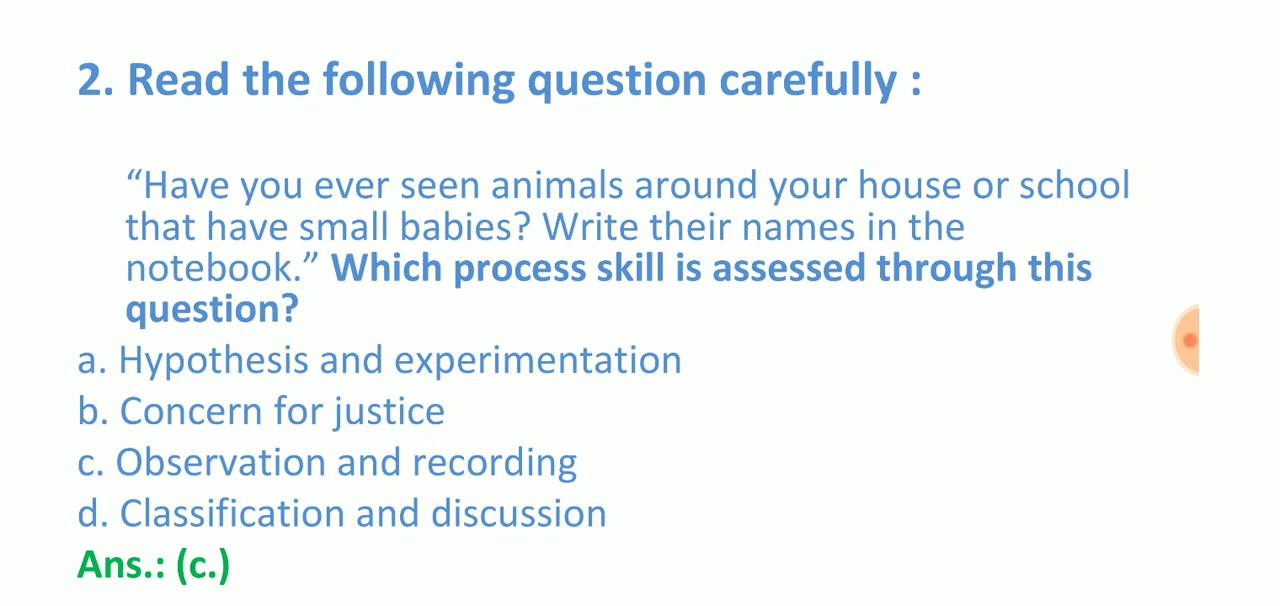 2. Read the following question carefully :
“Have you ever seen animals around your house or school
that have small babies? Write their names in the
notebook.” Which process skill is assessed through this
question?
a. Hypothesis and experimentation
b. Concern for justice
c. Observation and recording
d. Classification and discussion
Ans.: (c.)